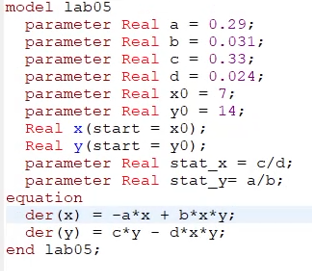 model lab05
parameter Real a = 0.29;
parameter Real b = 0.031;
parameter Real c = 0.33;
parameter Real d = 0.024;
parameter Real x0 = 7;
parameter Real y0 = 14;
Real x(start = x0);
Real y(start = y0);
parameter Real stat_x = c/d;
parameter Real stat_y= a/b;
equation
der(x) = -a*x + b*x*y;
der(y) = c*y - d*x*y;
end lab05;